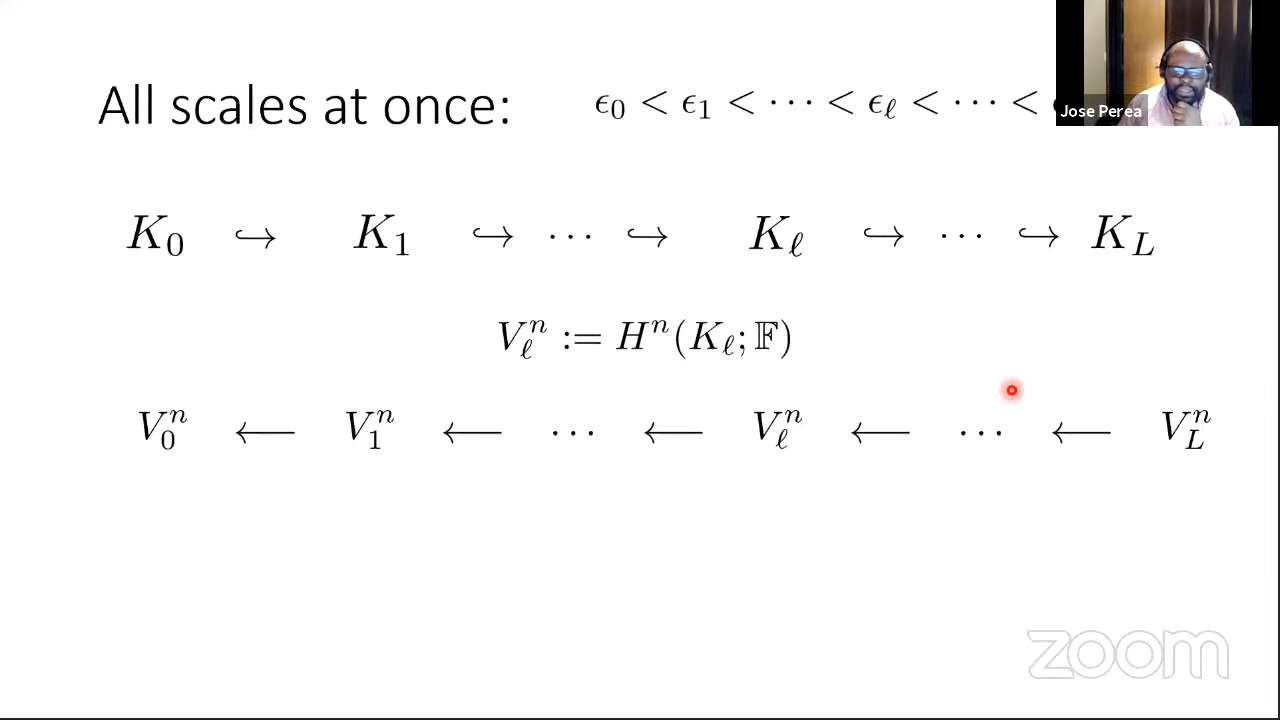 All scales at once: ϵ₀ < ϵ₁ < ⋯ < ϵ_ℓ < ⋯ <
Jose Perea
K₀ ↪ K₁ ↪ ⋯ ↪ K_ℓ ↪ ⋯ ↪ K_L
V_ℓⁿ := Hⁿ(K_ℓ; 𝔽)
V₀ⁿ ⟵ V₁ⁿ ⟵ ⋯ ⟵ V_ℓⁿ ⟵ ⋯ ⟵ V_Lⁿ
zoom